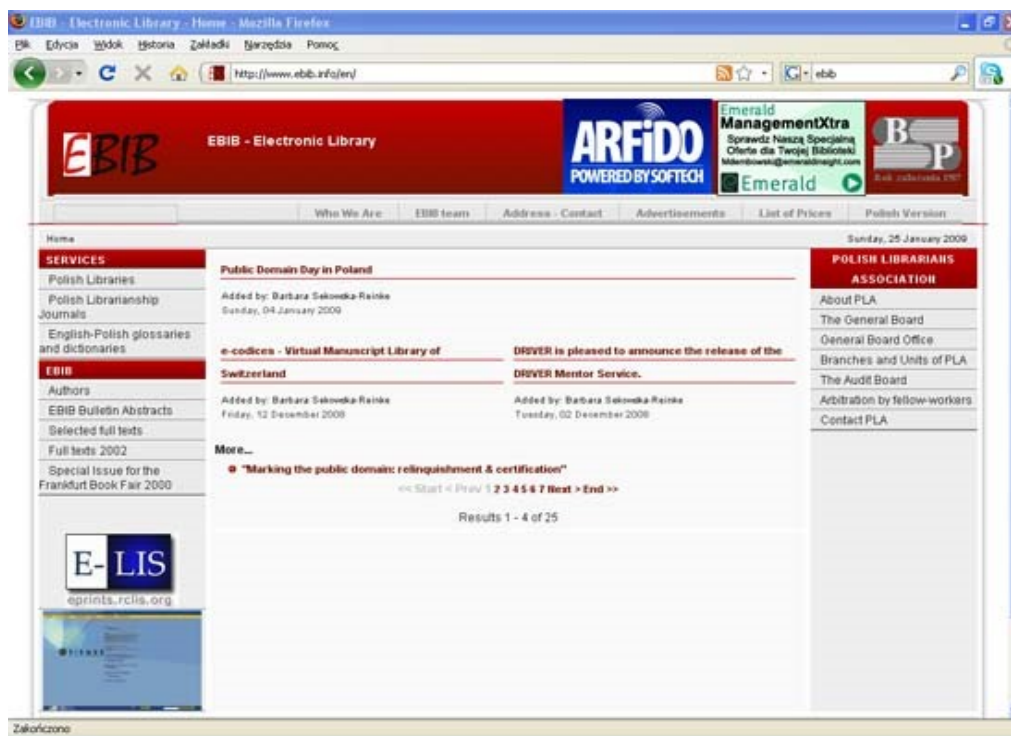 EBIB - Electronic Library - Home - Mozilla Firefox
Plik Edycja Widok Historia Zakładki Narzędzia Pomoc
http://www.ebib.info/en/
ebib
EBIB
EBIB - Electronic Library
ARFiDO
POWERED BY SOFTECH
Emerald
ManagementXtra
Sprawdz Naszą Specjalną
Oferte dla Twojej Biblioteki
Mdembowski@emeraldinsight.com
Emerald
B P
Rok założenia 1907
Who We Are EBIB team Address - Contact Advertisements List of Prices Polish Version
Home
Sunday, 25 January 2009
SERVICES
Polish Libraries
Polish Librarianship
Journals
English-Polish glossaries
and dictionaries
EBIB
Authors
EBIB Bulletin Abstracts
Selected full texts
Full texts 2002
Special Issue for the
Frankfurt Book Fair 2000
E-LIS
eprints.rclis.org
Public Domain Day in Poland
Added by: Barbara Sekowska-Reinke
Sunday, 04 January 2009
e-codices - Virtual Manuscript Library of
Switzerland
Added by: Barbara Sekowska-Reinke
Friday, 12 December 2008
DRIVER is pleased to announce the release of the
DRIVER Mentor Service.
Added by: Barbara Sekowska-Reinke
Tuesday, 02 December 2008
More...
"Marking the public domain: relinquishment & certification"
<< Start < Prev 1 2 3 4 5 6 7 Next > End >>
Results 1 - 4 of 25
POLISH LIBRARIANS
ASSOCIATION
About PLA
The General Board
General Board Office
Branches and Units of PLA
The Audit Board
Arbitration by fellow-workers
Contact PLA
Zakończono